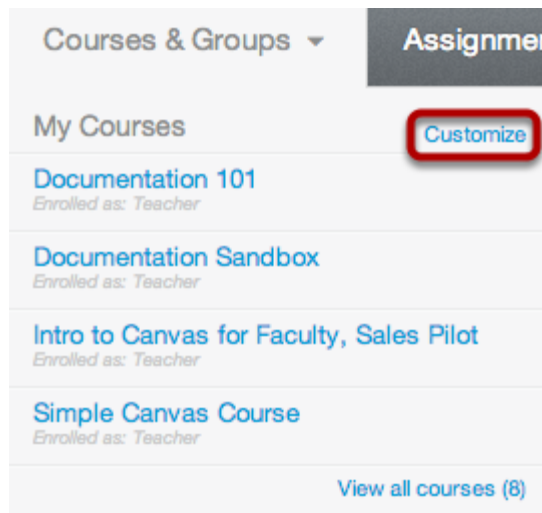 Courses & Groups
Assignme
My Courses
Customize
Documentation 101
Enrolled as: Teacher
Documentation Sandbox
Enrolled as: Teacher
Intro to Canvas for Faculty, Sales Pilot
Enrolled as: Teacher
Simple Canvas Course
Enrolled as: Teacher
View all courses (8)